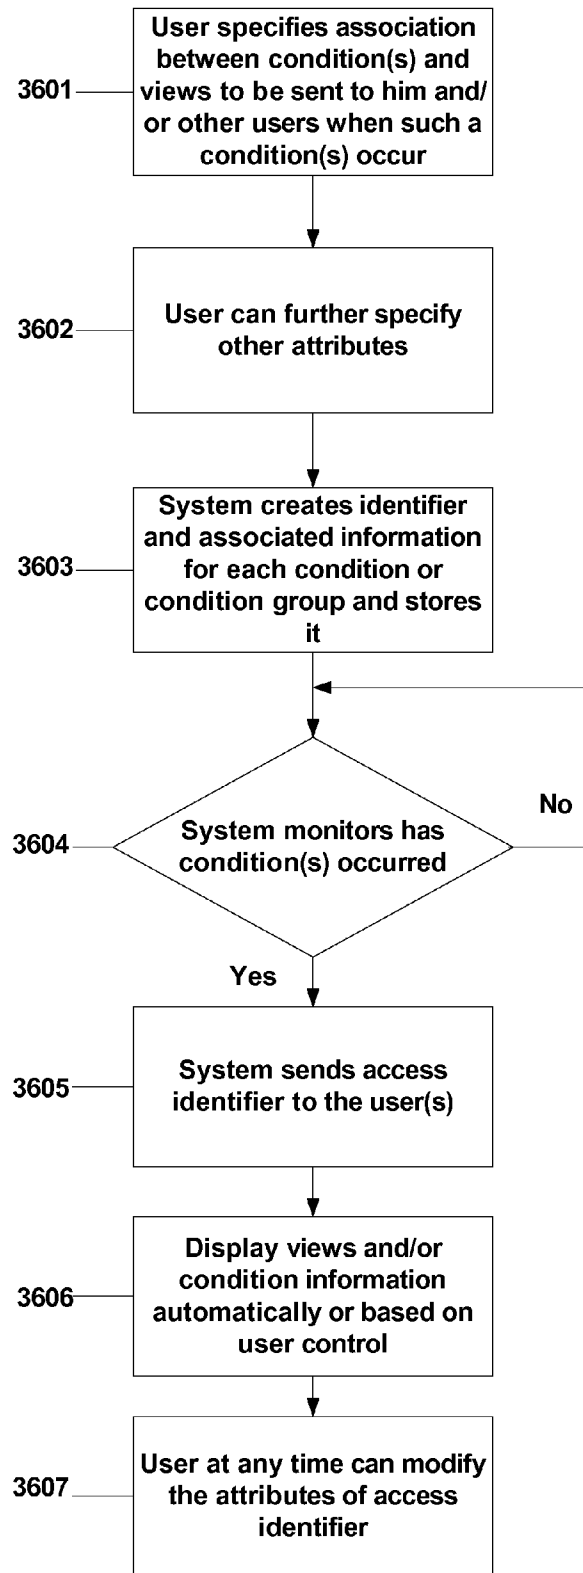 User specifies association
between condition(s) and
views to be sent to him and/
or other users when such a
condition(s) occur
3601
User can further specify
other attributes
3602
System creates identifier
and associated information
for each condition or
condition group and stores
it
3603
System monitors has
condition(s) occurred
3604
No
Yes
System sends access
identifier to the user(s)
3605
Display views and/or
condition information
automatically or based on
user control
3606
User at any time can modify
the attributes of access
identifier
3607